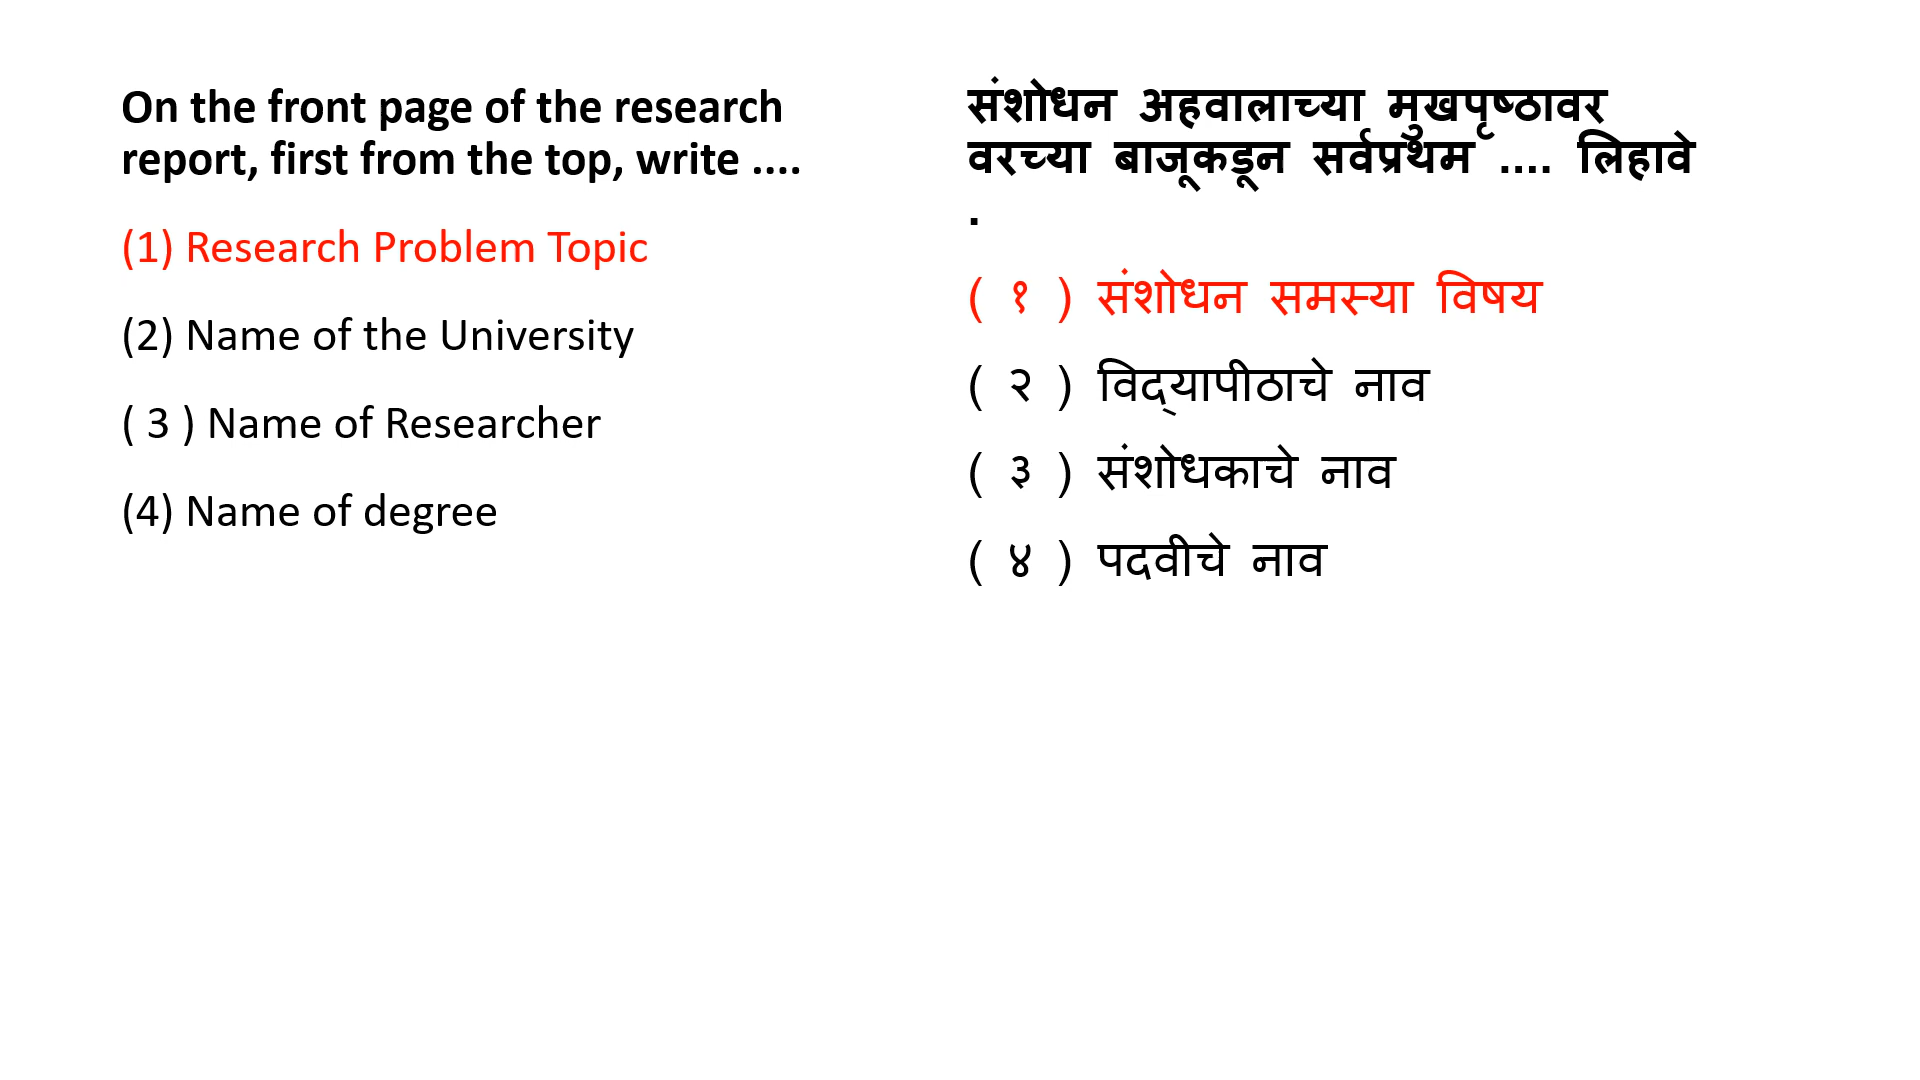 On the front page of the research
report, first from the top, write ....
(1) Research Problem Topic
(2) Name of the University
( 3 ) Name of Researcher
(4) Name of degree
संशोधन अहवालाच्या मुखपृष्ठावर
वरच्या बाजूकडून सर्वप्रथम .... लिहावे
.
( १ ) संशोधन समस्या विषय
( २ ) विद्‌यापीठाचे नाव
( ३ ) संशोधकाचे नाव
( ४ ) पदवीचे नाव